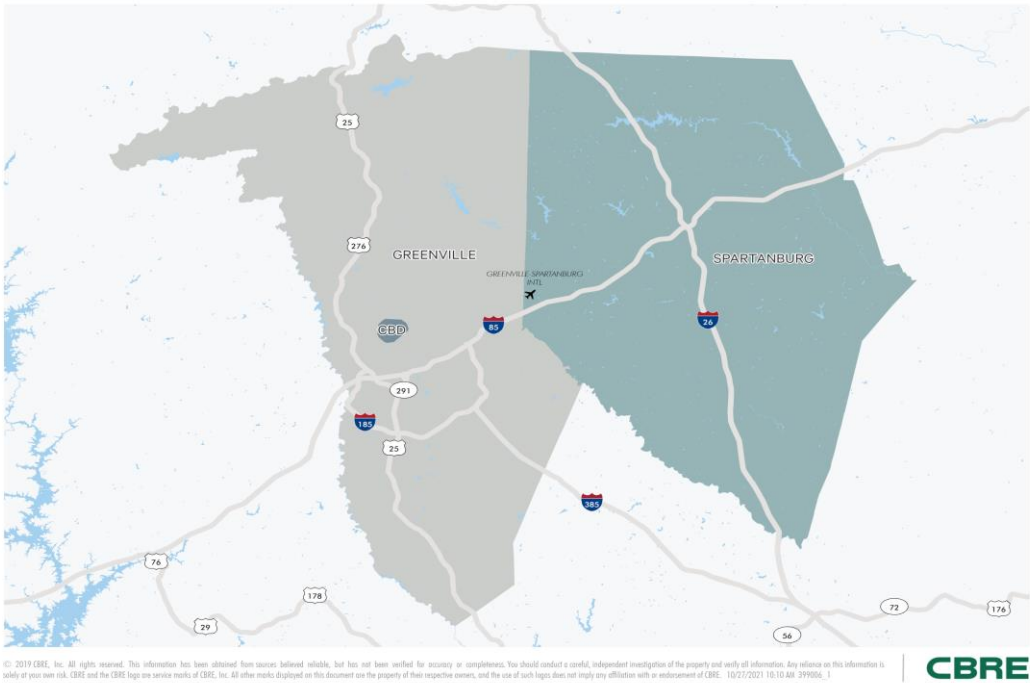 25
276
GREENVILLE
SPARTANBURG
GREENVILLE-SPARTANBURG
INTL
CBD
85
26
291
185
25
385
76
178
29
72
176
56
© 2019 CBRE, Inc. All rights reserved. This information has been obtained from sources believed reliable, but has not been verified for accuracy or completeness. You should conduct a careful, independent investigation of the property and verify all information. Any reliance on this information is
solely at your own risk. CBRE and the CBRE logo are service marks of CBRE, Inc. All other marks displayed on this document are the property of their respective owners, and the use of such logos does not imply any affiliation with or endorsement of CBRE. 10/27/2021 10:10 AM 399086_1
CBRE